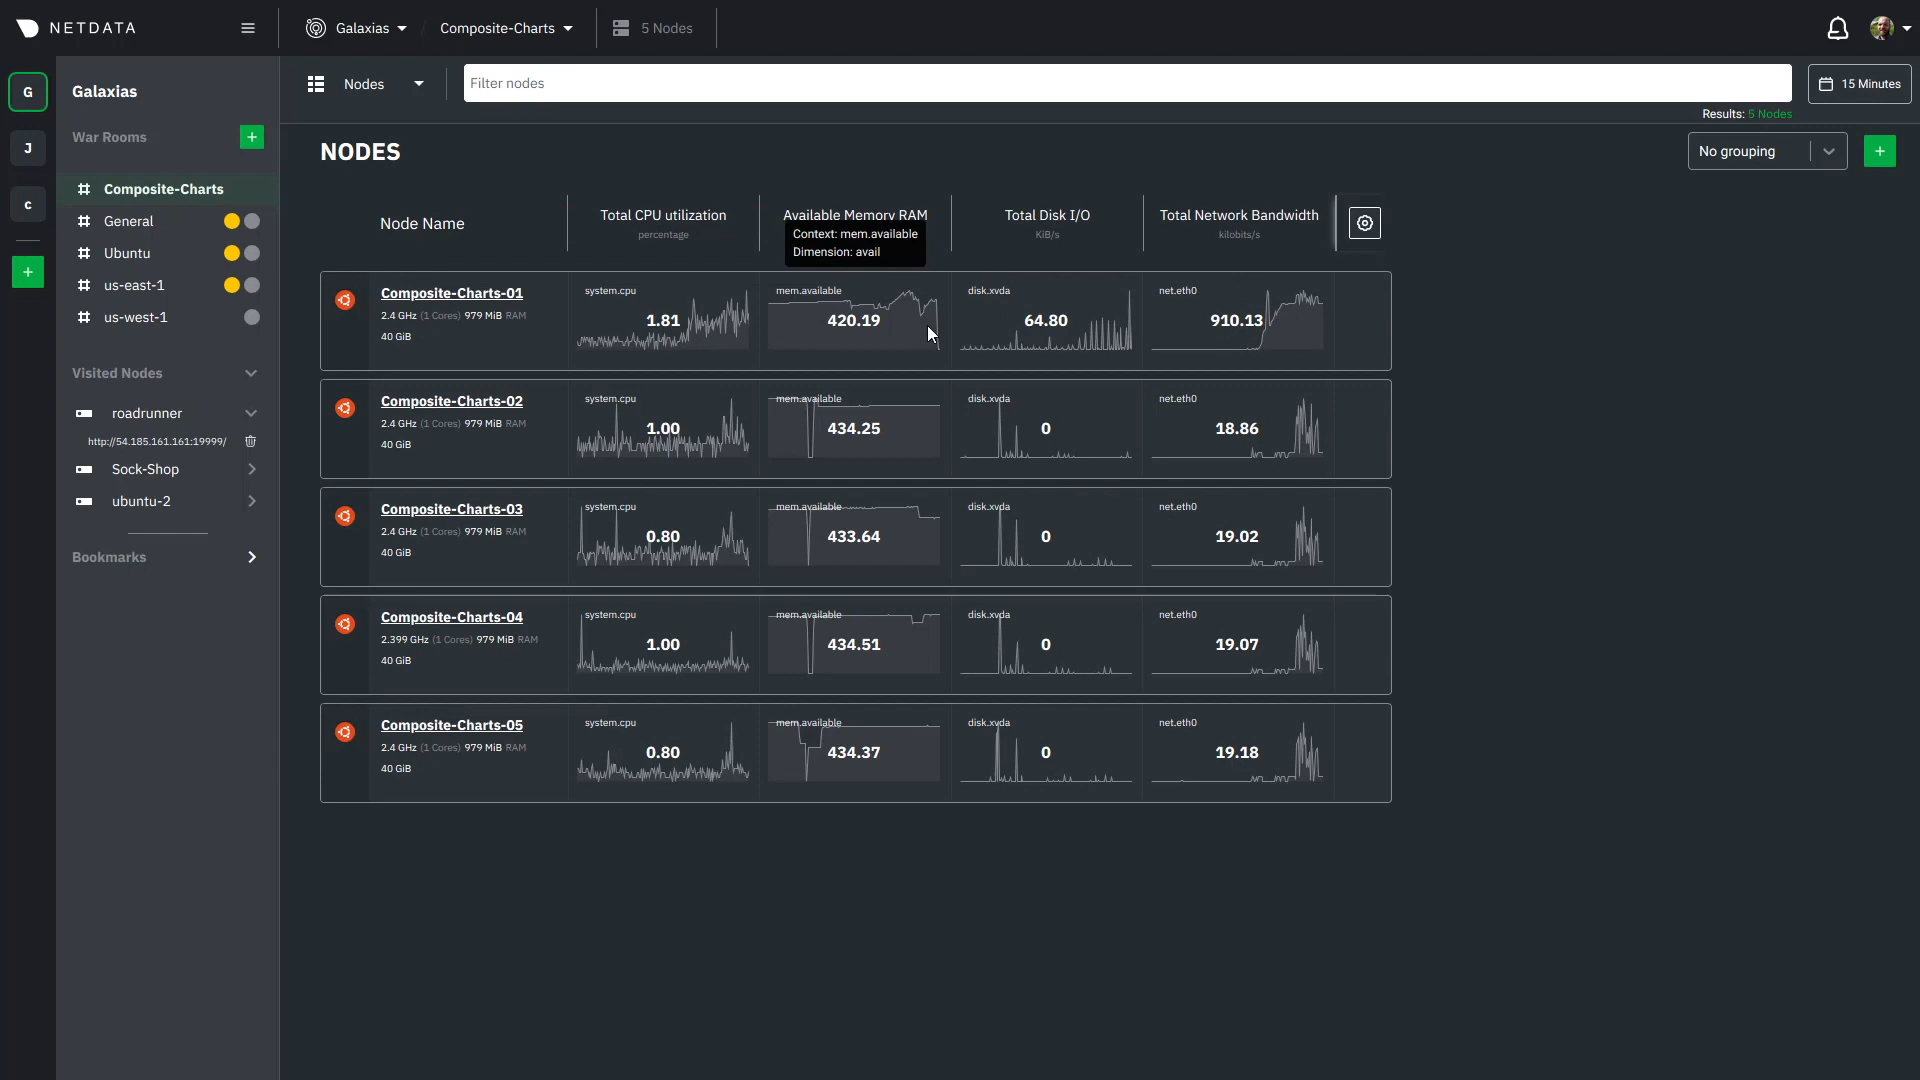 NETDATA
Galaxias
Composite-Charts
5 Nodes
G
J
c
Galaxias
War Rooms
Composite-Charts
General
Ubuntu
us-east-1
us-west-1
Visited Nodes
roadrunner
http://54.185.161.161:19999/
Sock-Shop
ubuntu-2
Bookmarks
Nodes
Filter nodes
15 Minutes
Results: 5 Nodes
NODES
No grouping
Node Name
Total CPU utilization
percentage
Available Memory RAM
Context: mem.available
Dimension: avail
Total Disk I/O
KiB/s
Total Network Bandwidth
kilobits/s
Composite-Charts-01
2.4 GHz (1 Cores) 979 MiB RAM
40 GiB
system.cpu
1.81
mem.available
420.19
disk.xvda
64.80
net.eth0
910.13
Composite-Charts-02
2.4 GHz (1 Cores) 979 MiB RAM
40 GiB
system.cpu
1.00
mem.available
434.25
disk.xvda
0
net.eth0
18.86
Composite-Charts-03
2.4 GHz (1 Cores) 979 MiB RAM
40 GiB
system.cpu
0.80
mem.available
433.64
disk.xvda
0
net.eth0
19.02
Composite-Charts-04
2.399 GHz (1 Cores) 979 MiB RAM
40 GiB
system.cpu
1.00
mem.available
434.51
disk.xvda
0
net.eth0
19.07
Composite-Charts-05
2.4 GHz (1 Cores) 979 MiB RAM
40 GiB
system.cpu
0.80
mem.available
434.37
disk.xvda
0
net.eth0
19.18